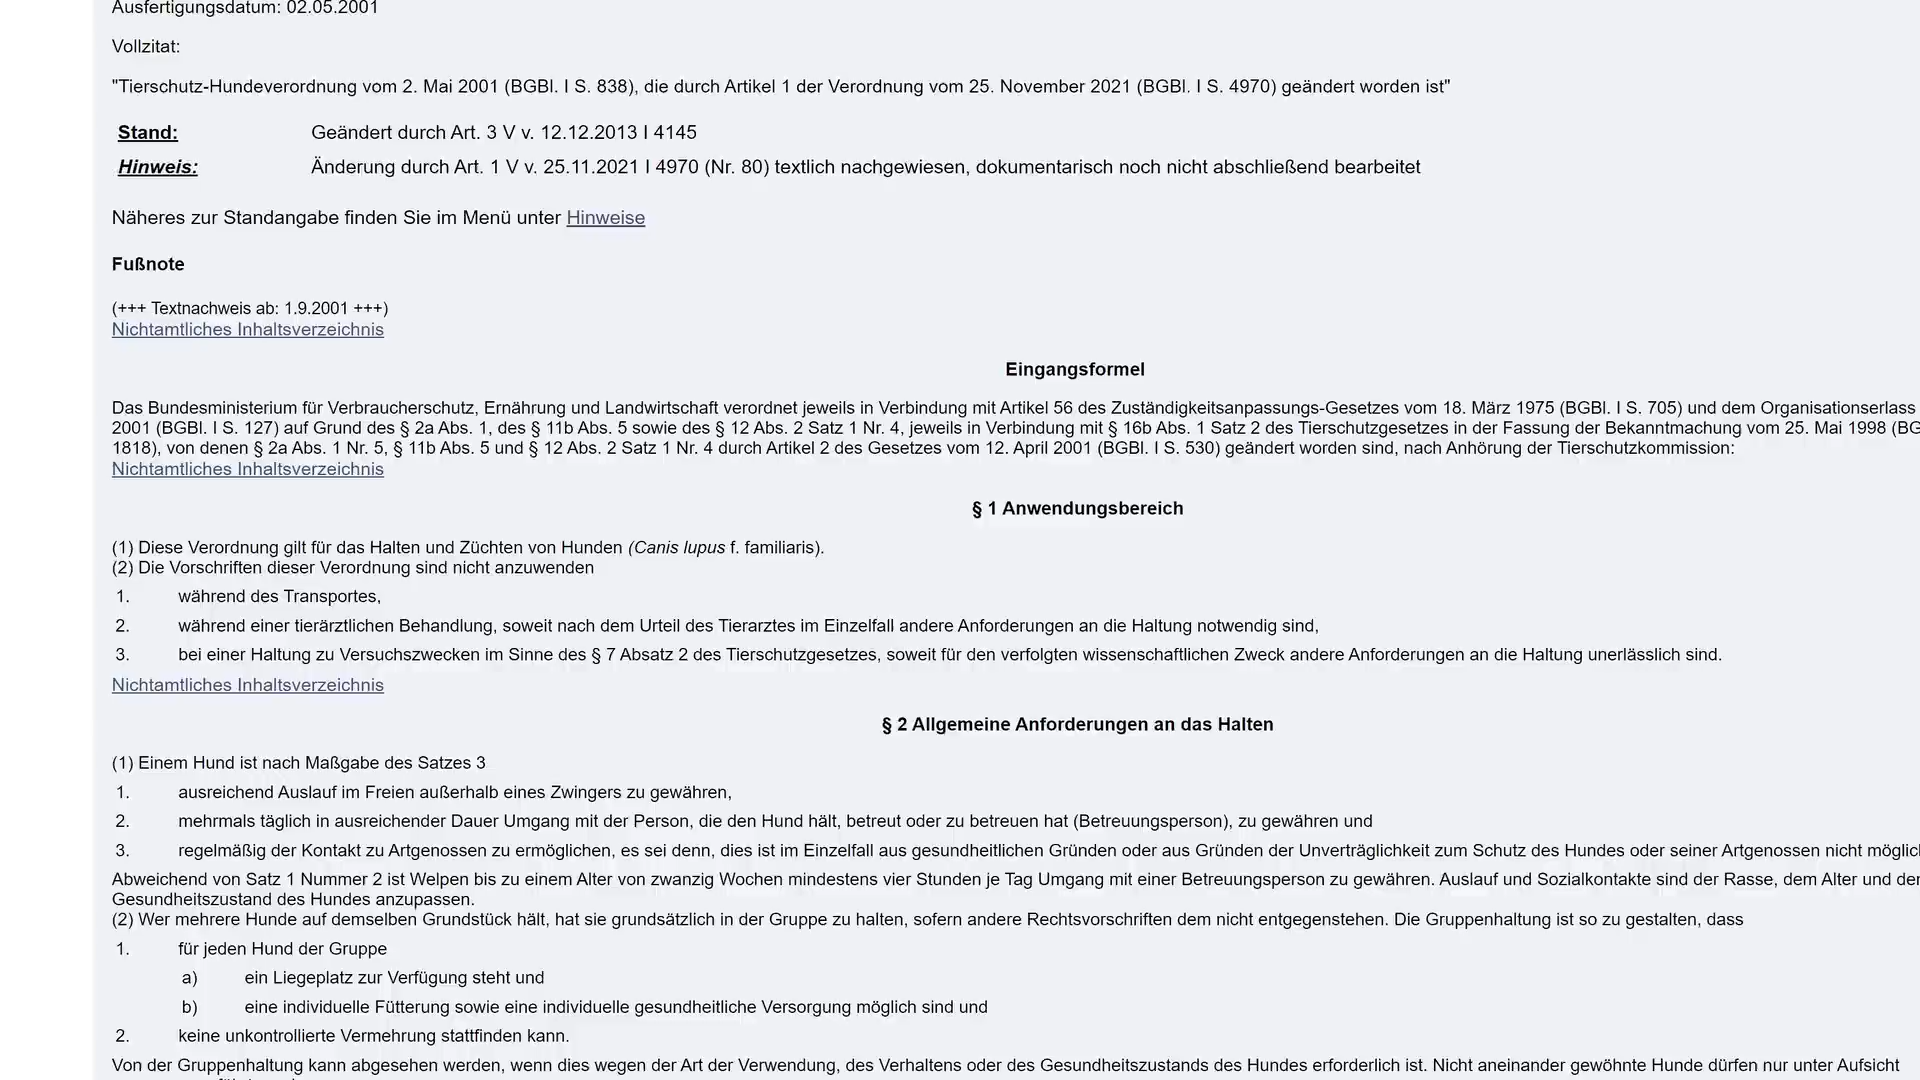 Ausfertigungsdatum: 02.05.2001
Vollzitat:
"Tierschutz-Hundeverordnung vom 2. Mai 2001 (BGBl. I S. 838), die durch Artikel 1 der Verordnung vom 25. November 2021 (BGBl. I S. 4970) geändert worden ist"
Stand: Geändert durch Art. 3 V v. 12.12.2013 I 4145
Hinweis: Änderung durch Art. 1 V v. 25.11.2021 I 4970 (Nr. 80) textlich nachgewiesen, dokumentarisch noch nicht abschließend bearbeitet
Näheres zur Standangabe finden Sie im Menü unter Hinweise
Fußnote
(+++ Textnachweis ab: 1.9.2001 +++)
Nichtamtliches Inhaltsverzeichnis
Eingangsformel
Das Bundesministerium für Verbraucherschutz, Ernährung und Landwirtschaft verordnet jeweils in Verbindung mit Artikel 56 des Zuständigkeitsanpassungs-Gesetzes vom 18. März 1975 (BGBl. I S. 705) und dem Organisationserlass
2001 (BGBl. I S. 127) auf Grund des § 2a Abs. 1, des § 11b Abs. 5 sowie des § 12 Abs. 2 Satz 1 Nr. 4, jeweils in Verbindung mit § 16b Abs. 1 Satz 2 des Tierschutzgesetzes in der Fassung der Bekanntmachung vom 25. Mai 1998 (BG
1818), von denen § 2a Abs. 1 Nr. 5, § 11b Abs. 5 und § 12 Abs. 2 Satz 1 Nr. 4 durch Artikel 2 des Gesetzes vom 12. April 2001 (BGBl. I S. 530) geändert worden sind, nach Anhörung der Tierschutzkommission:
Nichtamtliches Inhaltsverzeichnis
§ 1 Anwendungsbereich
(1) Diese Verordnung gilt für das Halten und Züchten von Hunden (Canis lupus f. familiaris).
(2) Die Vorschriften dieser Verordnung sind nicht anzuwenden
1. während des Transportes,
2. während einer tierärztlichen Behandlung, soweit nach dem Urteil des Tierarztes im Einzelfall andere Anforderungen an die Haltung notwendig sind,
3. bei einer Haltung zu Versuchszwecken im Sinne des § 7 Absatz 2 des Tierschutzgesetzes, soweit für den verfolgten wissenschaftlichen Zweck andere Anforderungen an die Haltung unerlässlich sind.
Nichtamtliches Inhaltsverzeichnis
§ 2 Allgemeine Anforderungen an das Halten
(1) Einem Hund ist nach Maßgabe des Satzes 3
1. ausreichend Auslauf im Freien außerhalb eines Zwingers zu gewähren,
2. mehrmals täglich in ausreichender Dauer Umgang mit der Person, die den Hund hält, betreut oder zu betreuen hat (Betreuungsperson), zu gewähren und
3. regelmäßig der Kontakt zu Artgenossen zu ermöglichen, es sei denn, dies ist im Einzelfall aus gesundheitlichen Gründen oder aus Gründen der Unverträglichkeit zum Schutz des Hundes oder seiner Artgenossen nicht möglich
Abweichend von Satz 1 Nummer 2 ist Welpen bis zu einem Alter von zwanzig Wochen mindestens vier Stunden je Tag Umgang mit einer Betreuungsperson zu gewähren. Auslauf und Sozialkontakte sind der Rasse, dem Alter und
Gesundheitszustand des Hundes anzupassen.
(2) Wer mehrere Hunde auf demselben Grundstück hält, hat sie grundsätzlich in der Gruppe zu halten, sofern andere Rechtsvorschriften dem nicht entgegenstehen. Die Gruppenhaltung ist so zu gestalten, dass
1. für jeden Hund der Gruppe
a) ein Liegeplatz zur Verfügung steht und
b) eine individuelle Fütterung sowie eine individuelle gesundheitliche Versorgung möglich sind und
2. keine unkontrollierte Vermehrung stattfinden kann.
Von der Gruppenhaltung kann abgesehen werden, wenn dies wegen der Art der Verwendung, des Verhaltens oder des Gesundheitszustands des Hundes erforderlich ist. Nicht aneinander gewöhnte Hunde dürfen nur unter Aufsicht